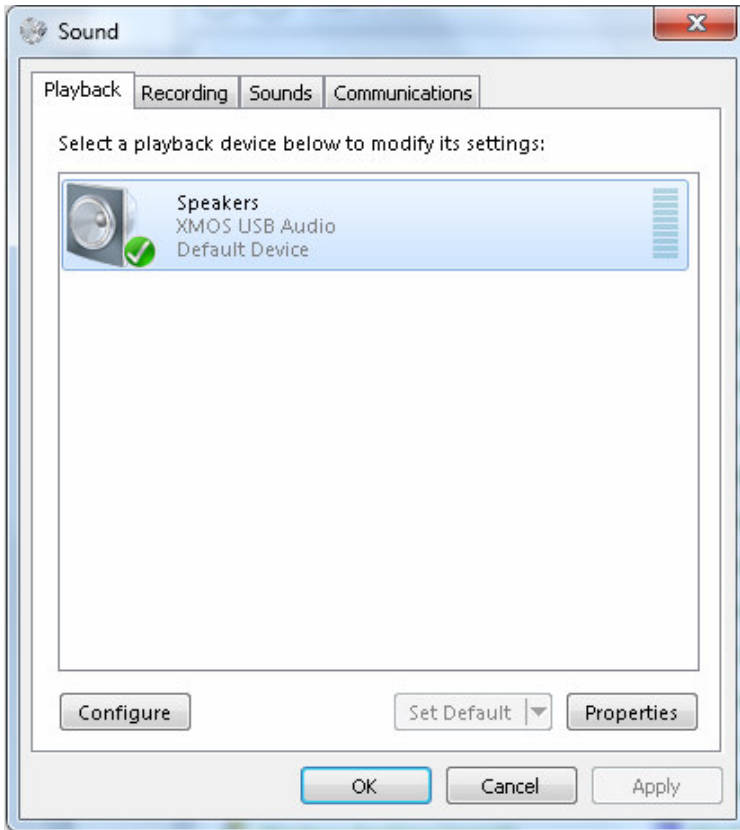 Sound
Playback Recording Sounds Communications
Select a playback device below to modify its settings:
Speakers
XMOS USB Audio
Default Device
Configure Set Default Properties
OK Cancel Apply